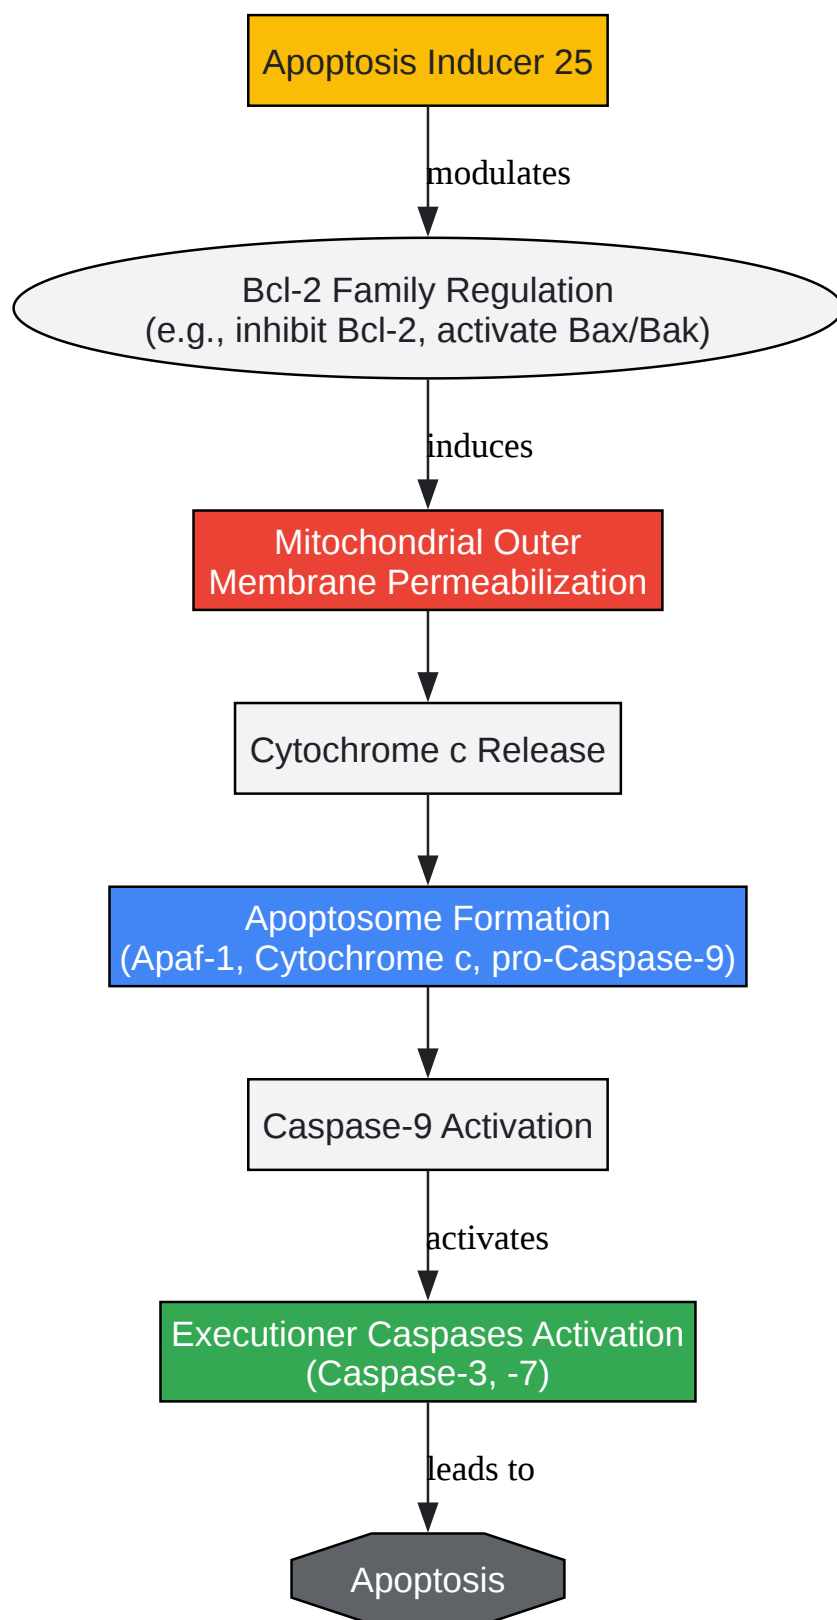 Apoptosis Inducer 25
modulates
Bcl-2 Family Regulation
(e.g., inhibit Bcl-2, activate Bax/Bak)
induces
Mitochondrial Outer
Membrane Permeabilization
Cytochrome c Release
Apoptosome Formation
(Apaf-1, Cytochrome c, pro-Caspase-9)
Caspase-9 Activation
activates
Executioner Caspases Activation
(Caspase-3, -7)
leads to
Apoptosis